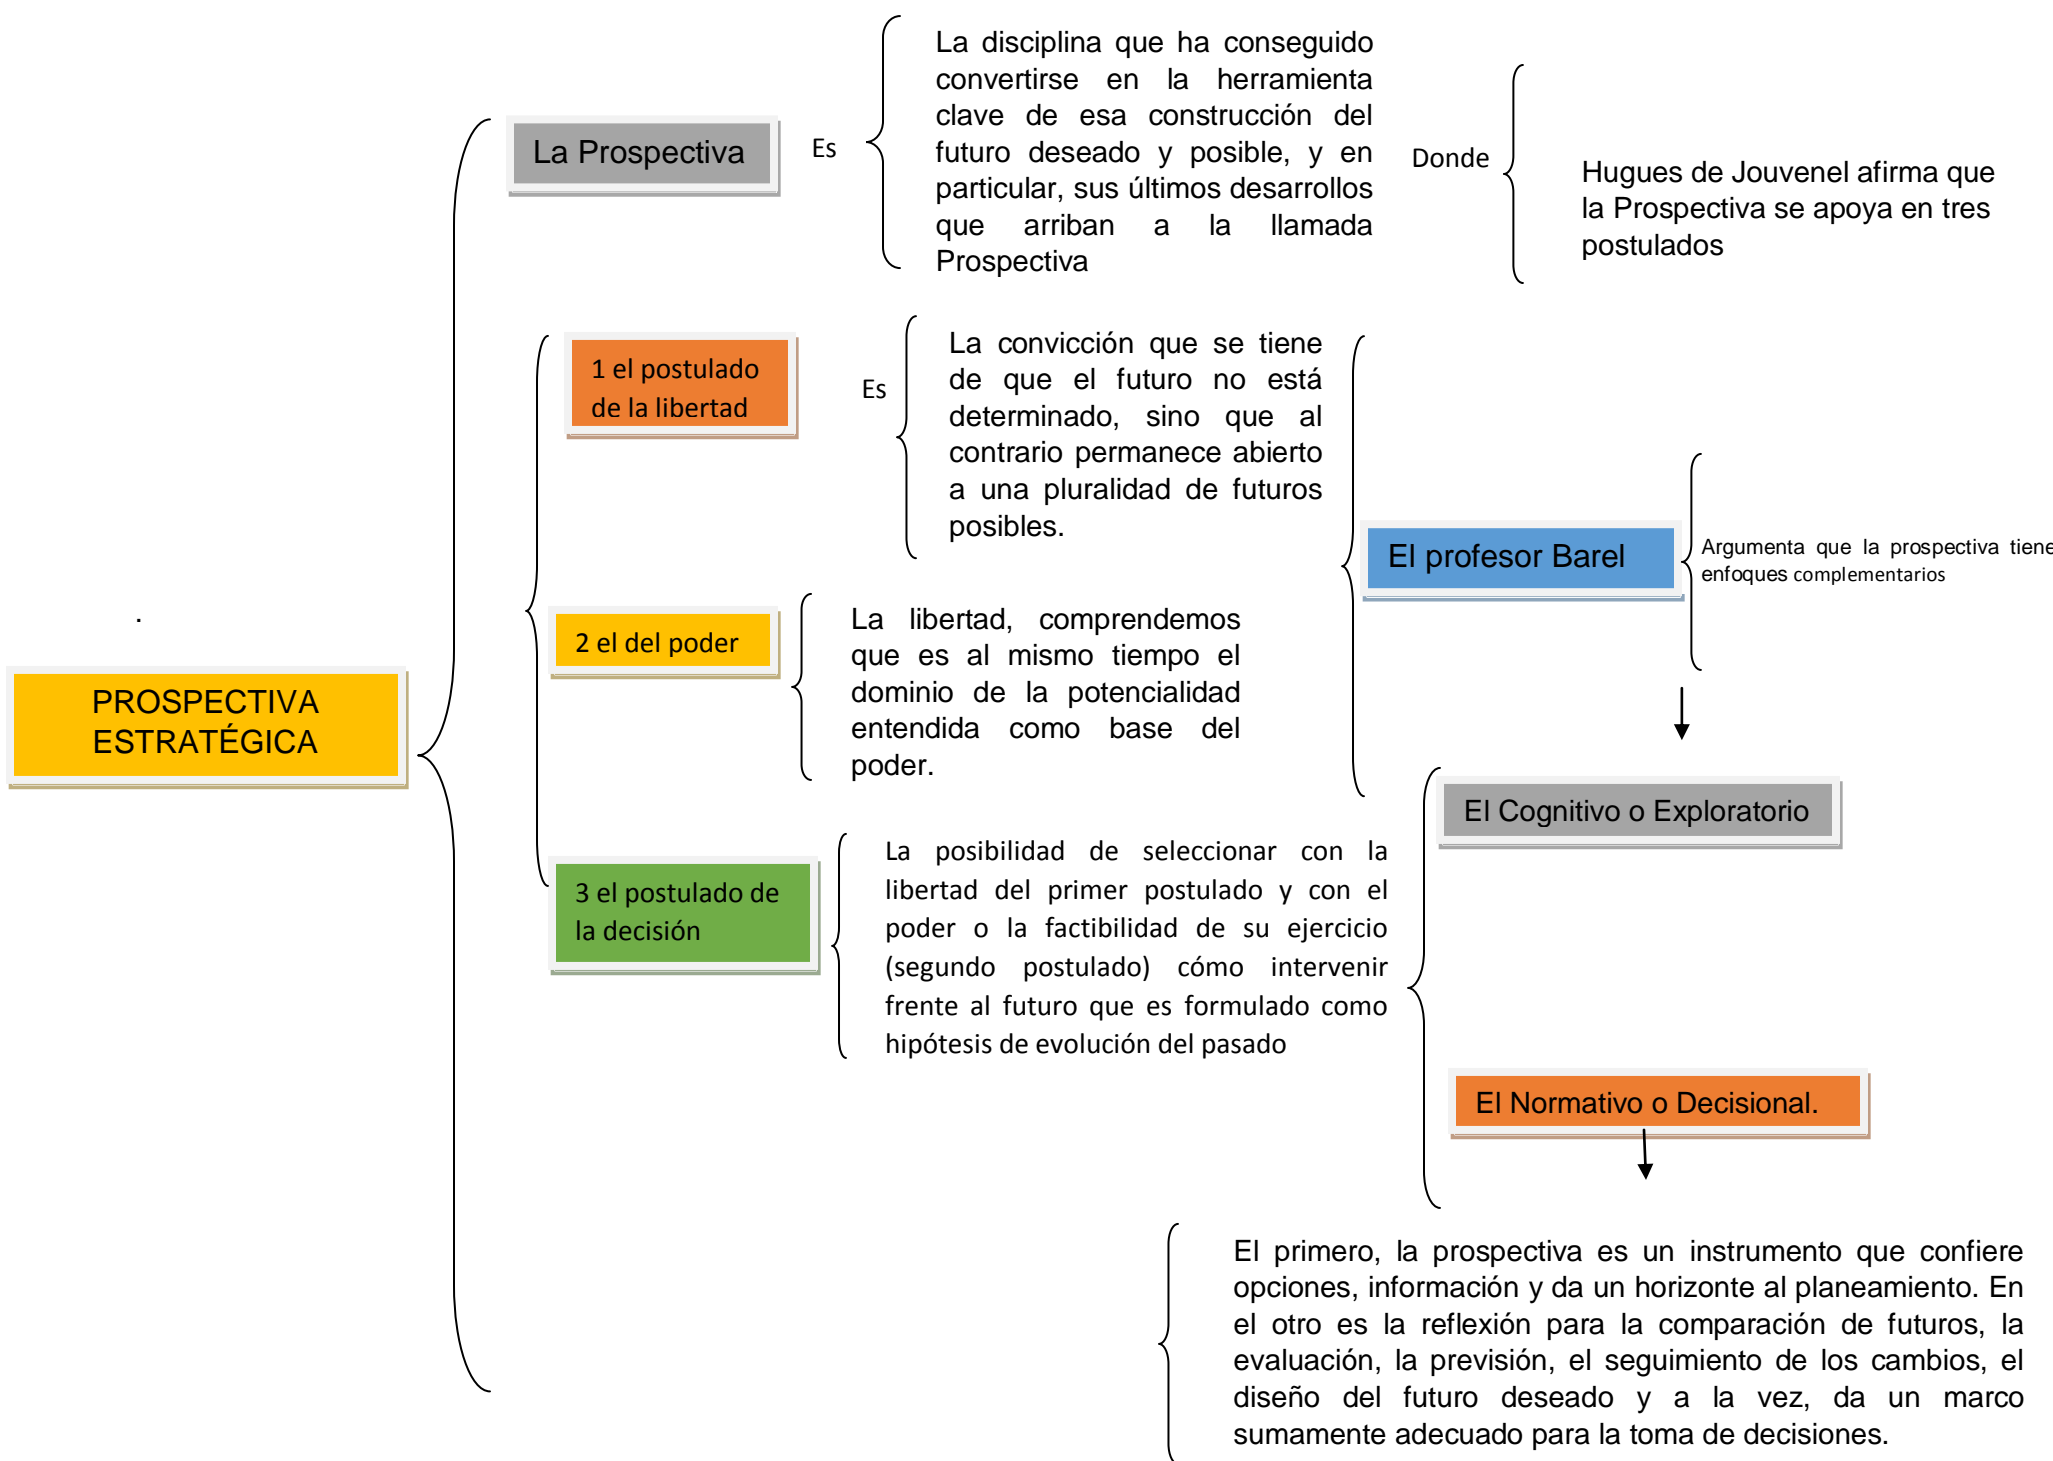 La Prospectiva
Es
La disciplina que ha conseguido
convertirse en la herramienta
clave de esa construcción del
futuro deseado y posible, y en
particular, sus últimos desarrollos
que arriban a la llamada
Prospectiva
Donde
Hugues de Jouvenel afirma que
la Prospectiva se apoya en tres
postulados
1 el postulado
de la libertad
Es
La convicción que se tiene
de que el futuro no está
determinado, sino que al
contrario permanece abierto
a una pluralidad de futuros
posibles.
El profesor Barel
Argumenta que la prospectiva tiene
enfoques complementarios
.
2 el del poder
La libertad, comprendemos
que es al mismo tiempo el
dominio de la potencialidad
entendida como base del
poder.
PROSPECTIVA
ESTRATÉGICA
El Cognitivo o Exploratorio
3 el postulado de
la decisión
La posibilidad de seleccionar con la
libertad del primer postulado y con el
poder o la factibilidad de su ejercicio
(segundo postulado) cómo intervenir
frente al futuro que es formulado como
hipótesis de evolución del pasado
El Normativo o Decisional.
El primero, la prospectiva es un instrumento que confiere
opciones, información y da un horizonte al planeamiento. En
el otro es la reflexión para la comparación de futuros, la
evaluación, la previsión, el seguimiento de los cambios, el
diseño del futuro deseado y a la vez, da un marco
sumamente adecuado para la toma de decisiones.